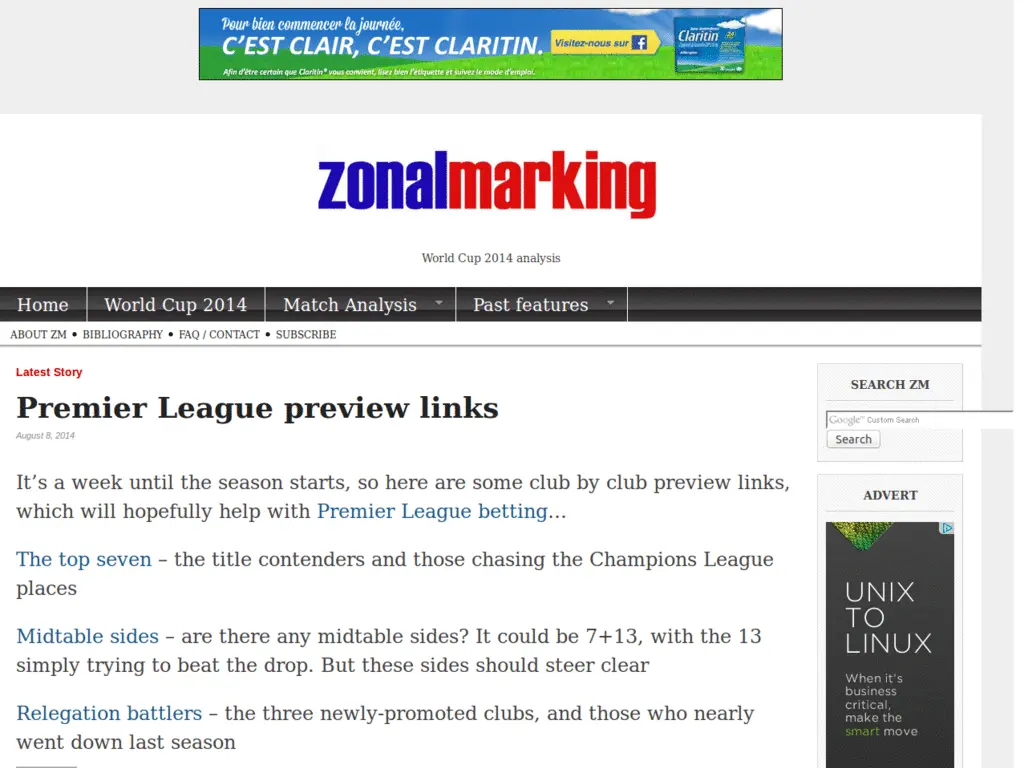 Pour bien commencer la journée,
C'EST CLAIR, C'EST CLARITIN.
Visitez-nous sur f
Claritin
Afin d'être certain que Claritin® vous convient, lisez bien l'étiquette et suivez le mode d'emploi.
zonalmarking
World Cup 2014 analysis
Home World Cup 2014 Match Analysis Past features
ABOUT ZM • BIBLIOGRAPHY • FAQ / CONTACT • SUBSCRIBE
Latest Story
Premier League preview links
August 8, 2014
It's a week until the season starts, so here are some club by club preview links,
which will hopefully help with Premier League betting…
The top seven – the title contenders and those chasing the Champions League
places
Midtable sides – are there any midtable sides? It could be 7+13, with the 13
simply trying to beat the drop. But these sides should steer clear
Relegation battlers – the three newly-promoted clubs, and those who nearly
went down last season
SEARCH ZM
Google™ Custom Search
Search
ADVERT
UNIX
TO
LINUX
When it's
business
critical,
make the
smart move